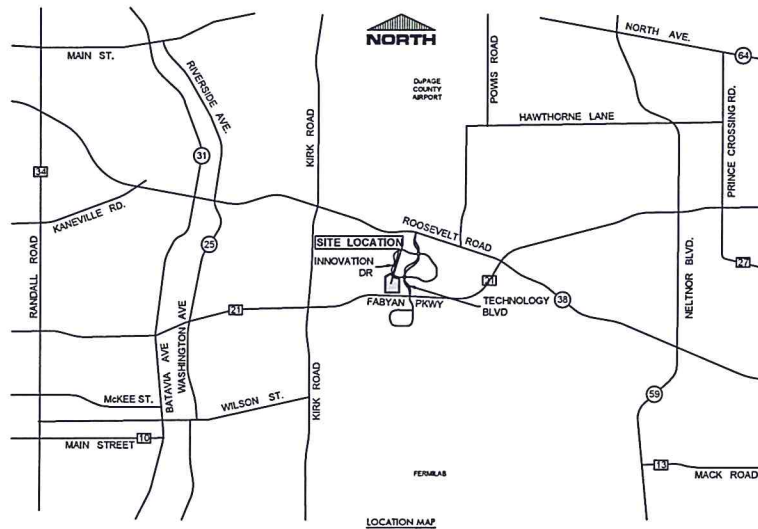 NORTH
NORTH AVE.
64
MAIN ST.
RIVERSIDE AVE.
DuPAGE
COUNTY
AIRPORT
POWIS ROAD
HAWTHORNE LANE
PRINCE CROSSING RD.
KIRK ROAD
31
34
KANEVILLE RD.
ROOSEVELT ROAD
SITE LOCATION
25
INNOVATION
DR
RANDALL ROAD
21
27
NELTNOR BLVD.
FABYAN PKWY
TECHNOLOGY
BLVD
38
21
BATAVIA AVE
WASHINGTON AVE
KIRK ROAD
McKEE ST.
WILSON ST.
59
MAIN STREET
10
13
MACK ROAD
FERMILAB
LOCATION MAP